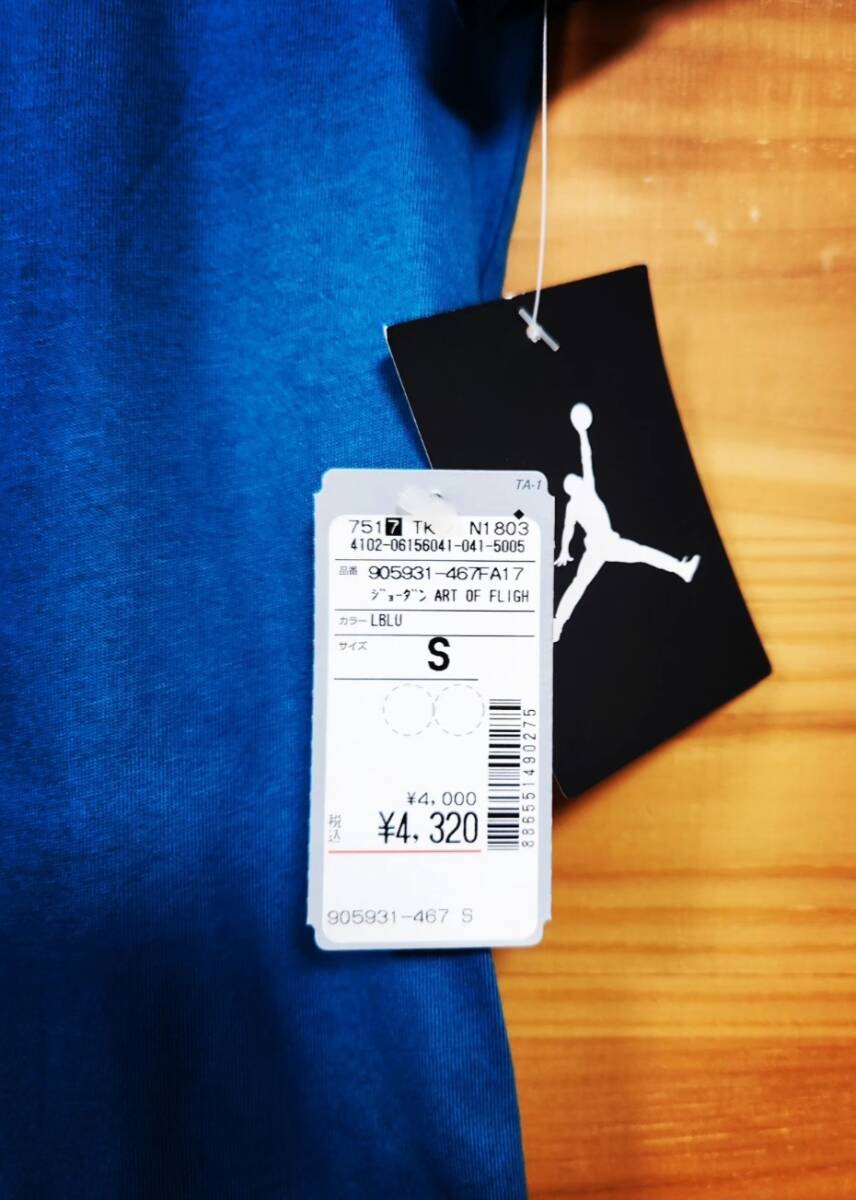 TA-1
7517 TK N1803
4102-06156041-041-5005
品番 905931-467FA17
ｼﾞｮｰﾀﾞﾝ ART OF FLIGH
カラー LBLU
サイズ S
¥4,000
税込 ¥4,320
886551490275
905931-467 S